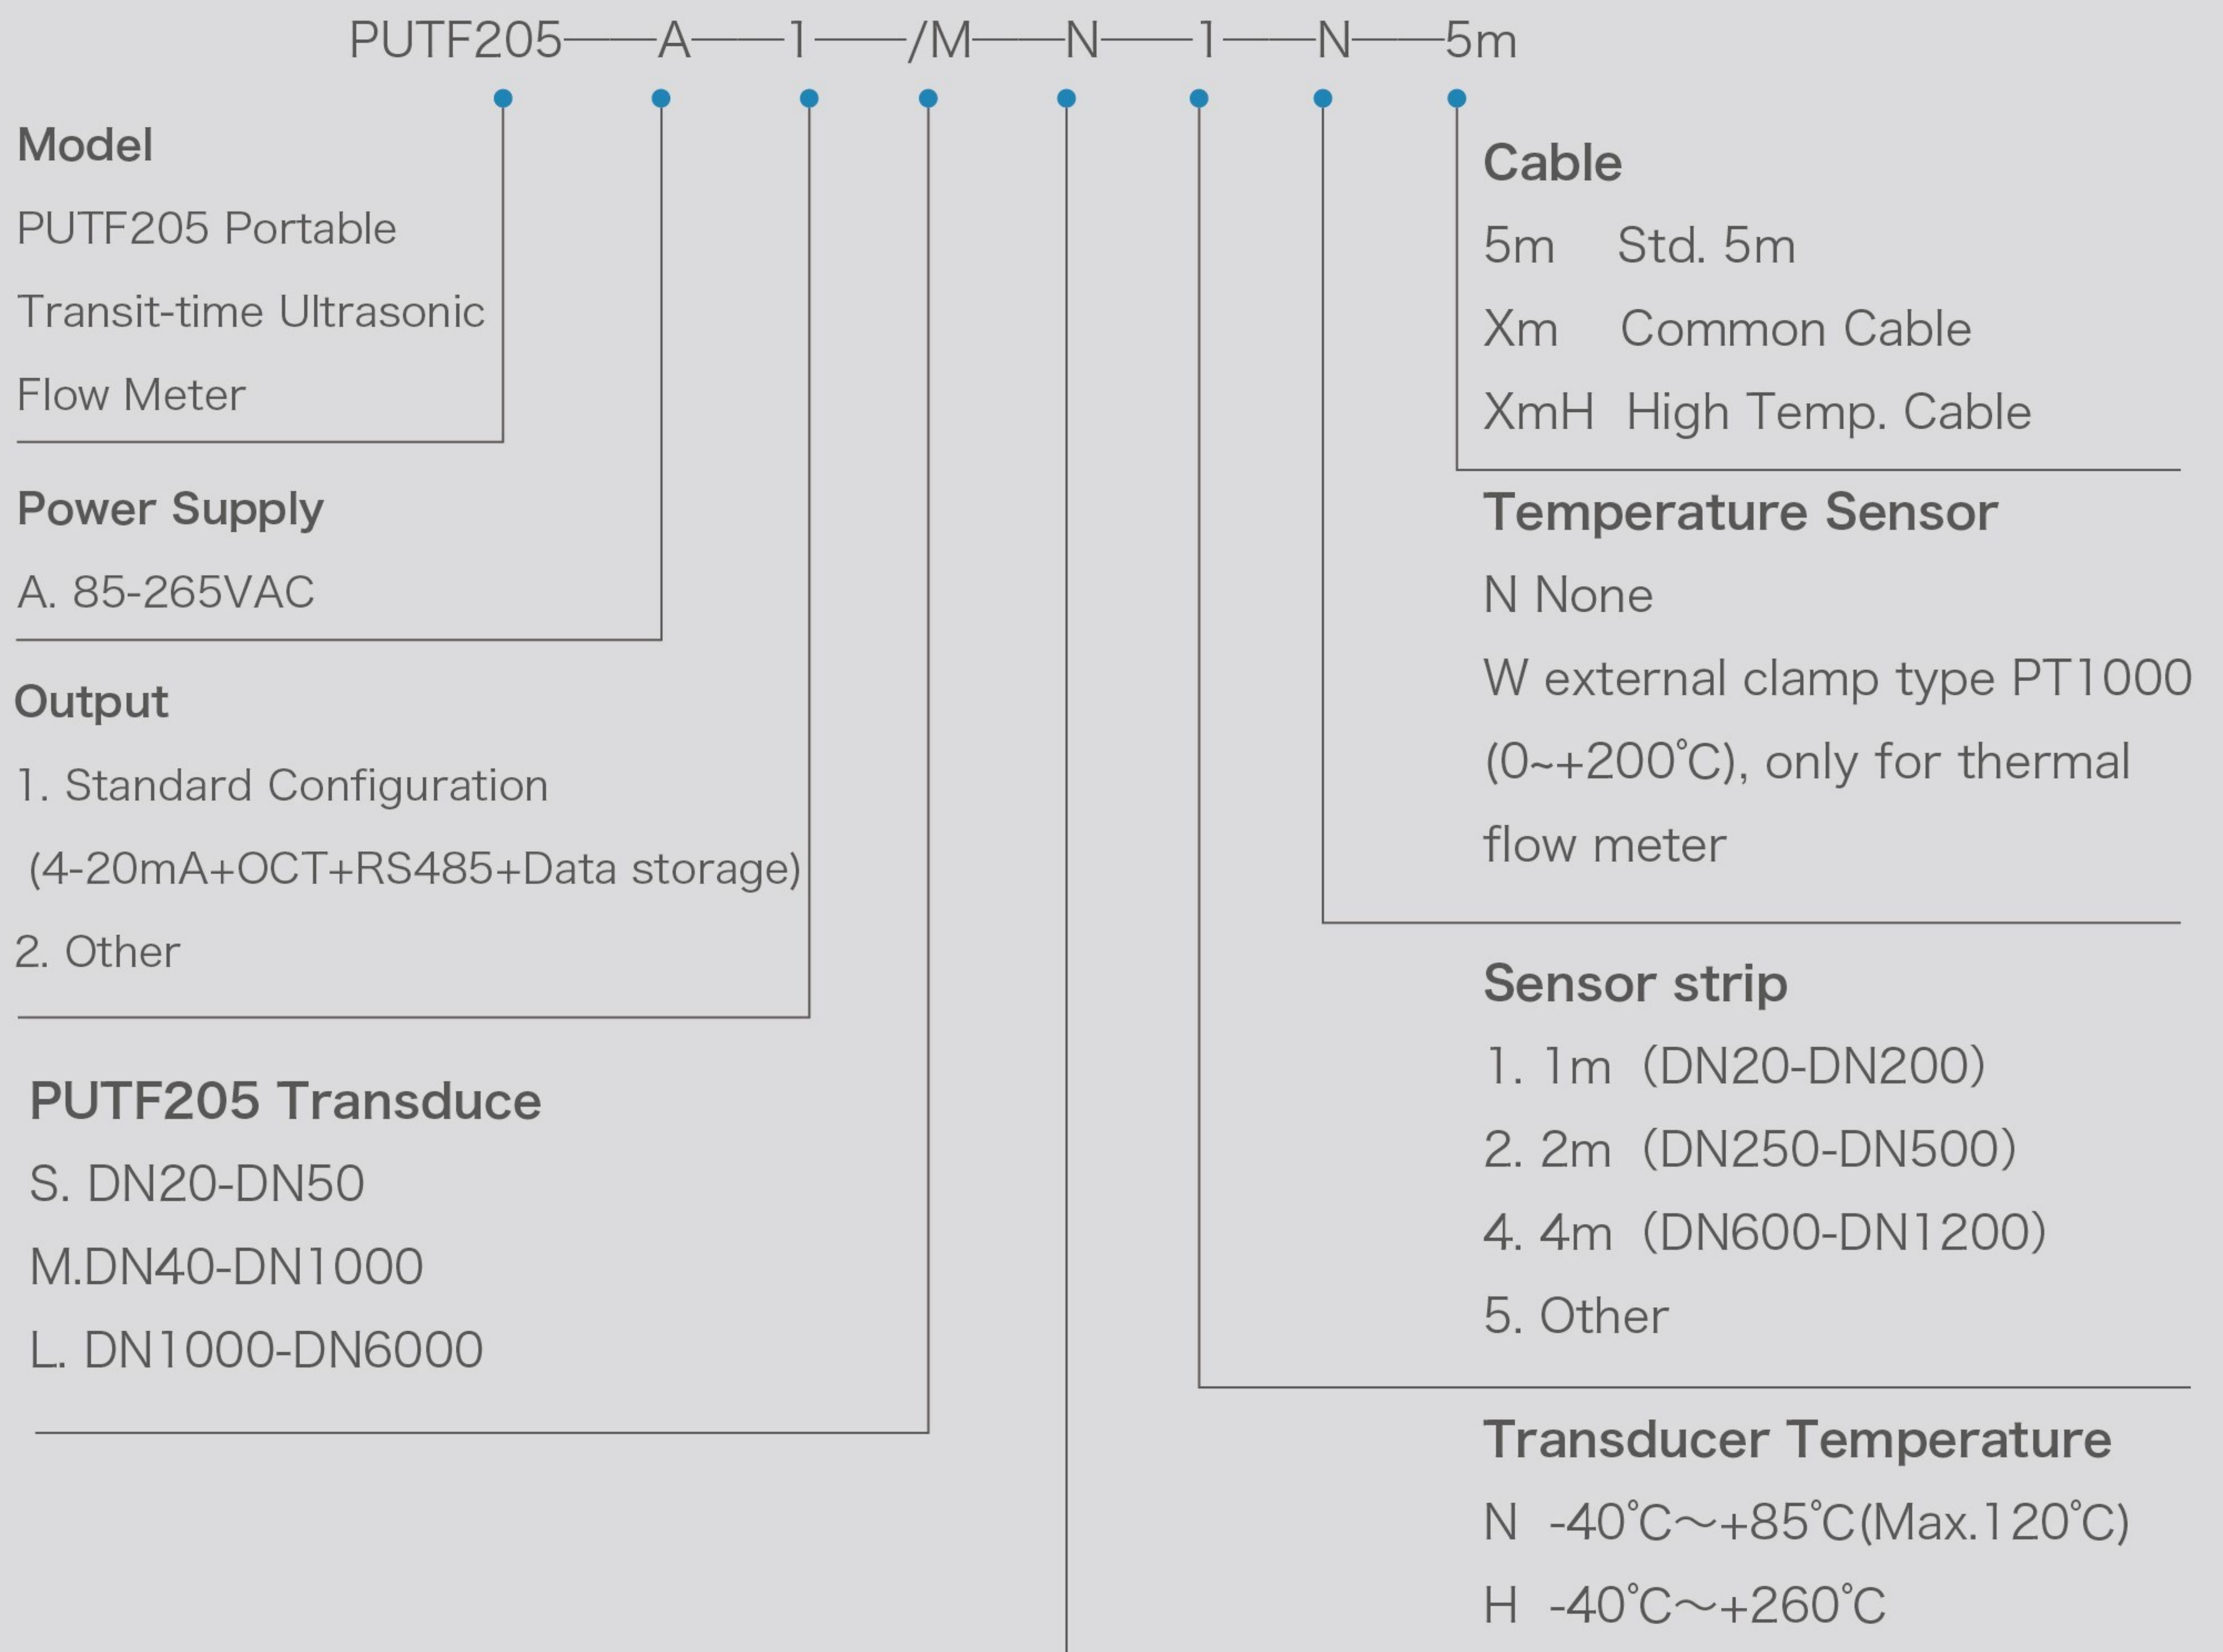 PUTF205——A——1——/M——N——1——N——5m
Model
PUTF205 Portable
Transit-time Ultrasonic
Flow Meter
Power Supply
A. 85-265VAC
Output
1. Standard Configuration
(4-20mA+OCT+RS485+Data storage)
2. Other
PUTF205 Transduce
S. DN20-DN50
M.DN40-DN1000
L. DN1000-DN6000
Cable
5m Std. 5m
Xm Common Cable
XmH High Temp. Cable
Temperature Sensor
N None
W external clamp type PT1000
(0~+200°C), only for thermal
flow meter
Sensor strip
1. 1m (DN20-DN200)
2. 2m (DN250-DN500)
4. 4m (DN600-DN1200)
5. Other
Transducer Temperature
N -40°C～+85°C(Max.120°C)
H -40°C～+260°C